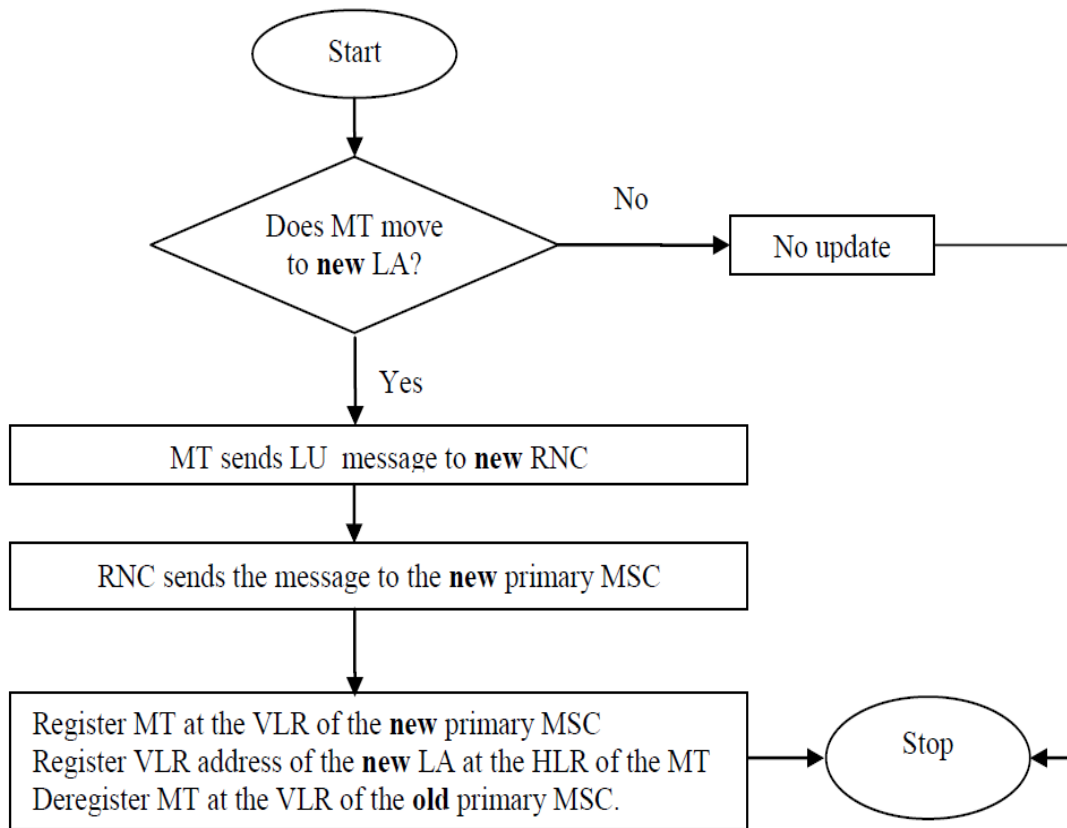 Start
Does MT move
to new LA?
No
No update
Yes
MT sends LU message to new RNC
RNC sends the message to the new primary MSC
Register MT at the VLR of the new primary MSC
Register VLR address of the new LA at the HLR of the MT
Deregister MT at the VLR of the old primary MSC.
Stop